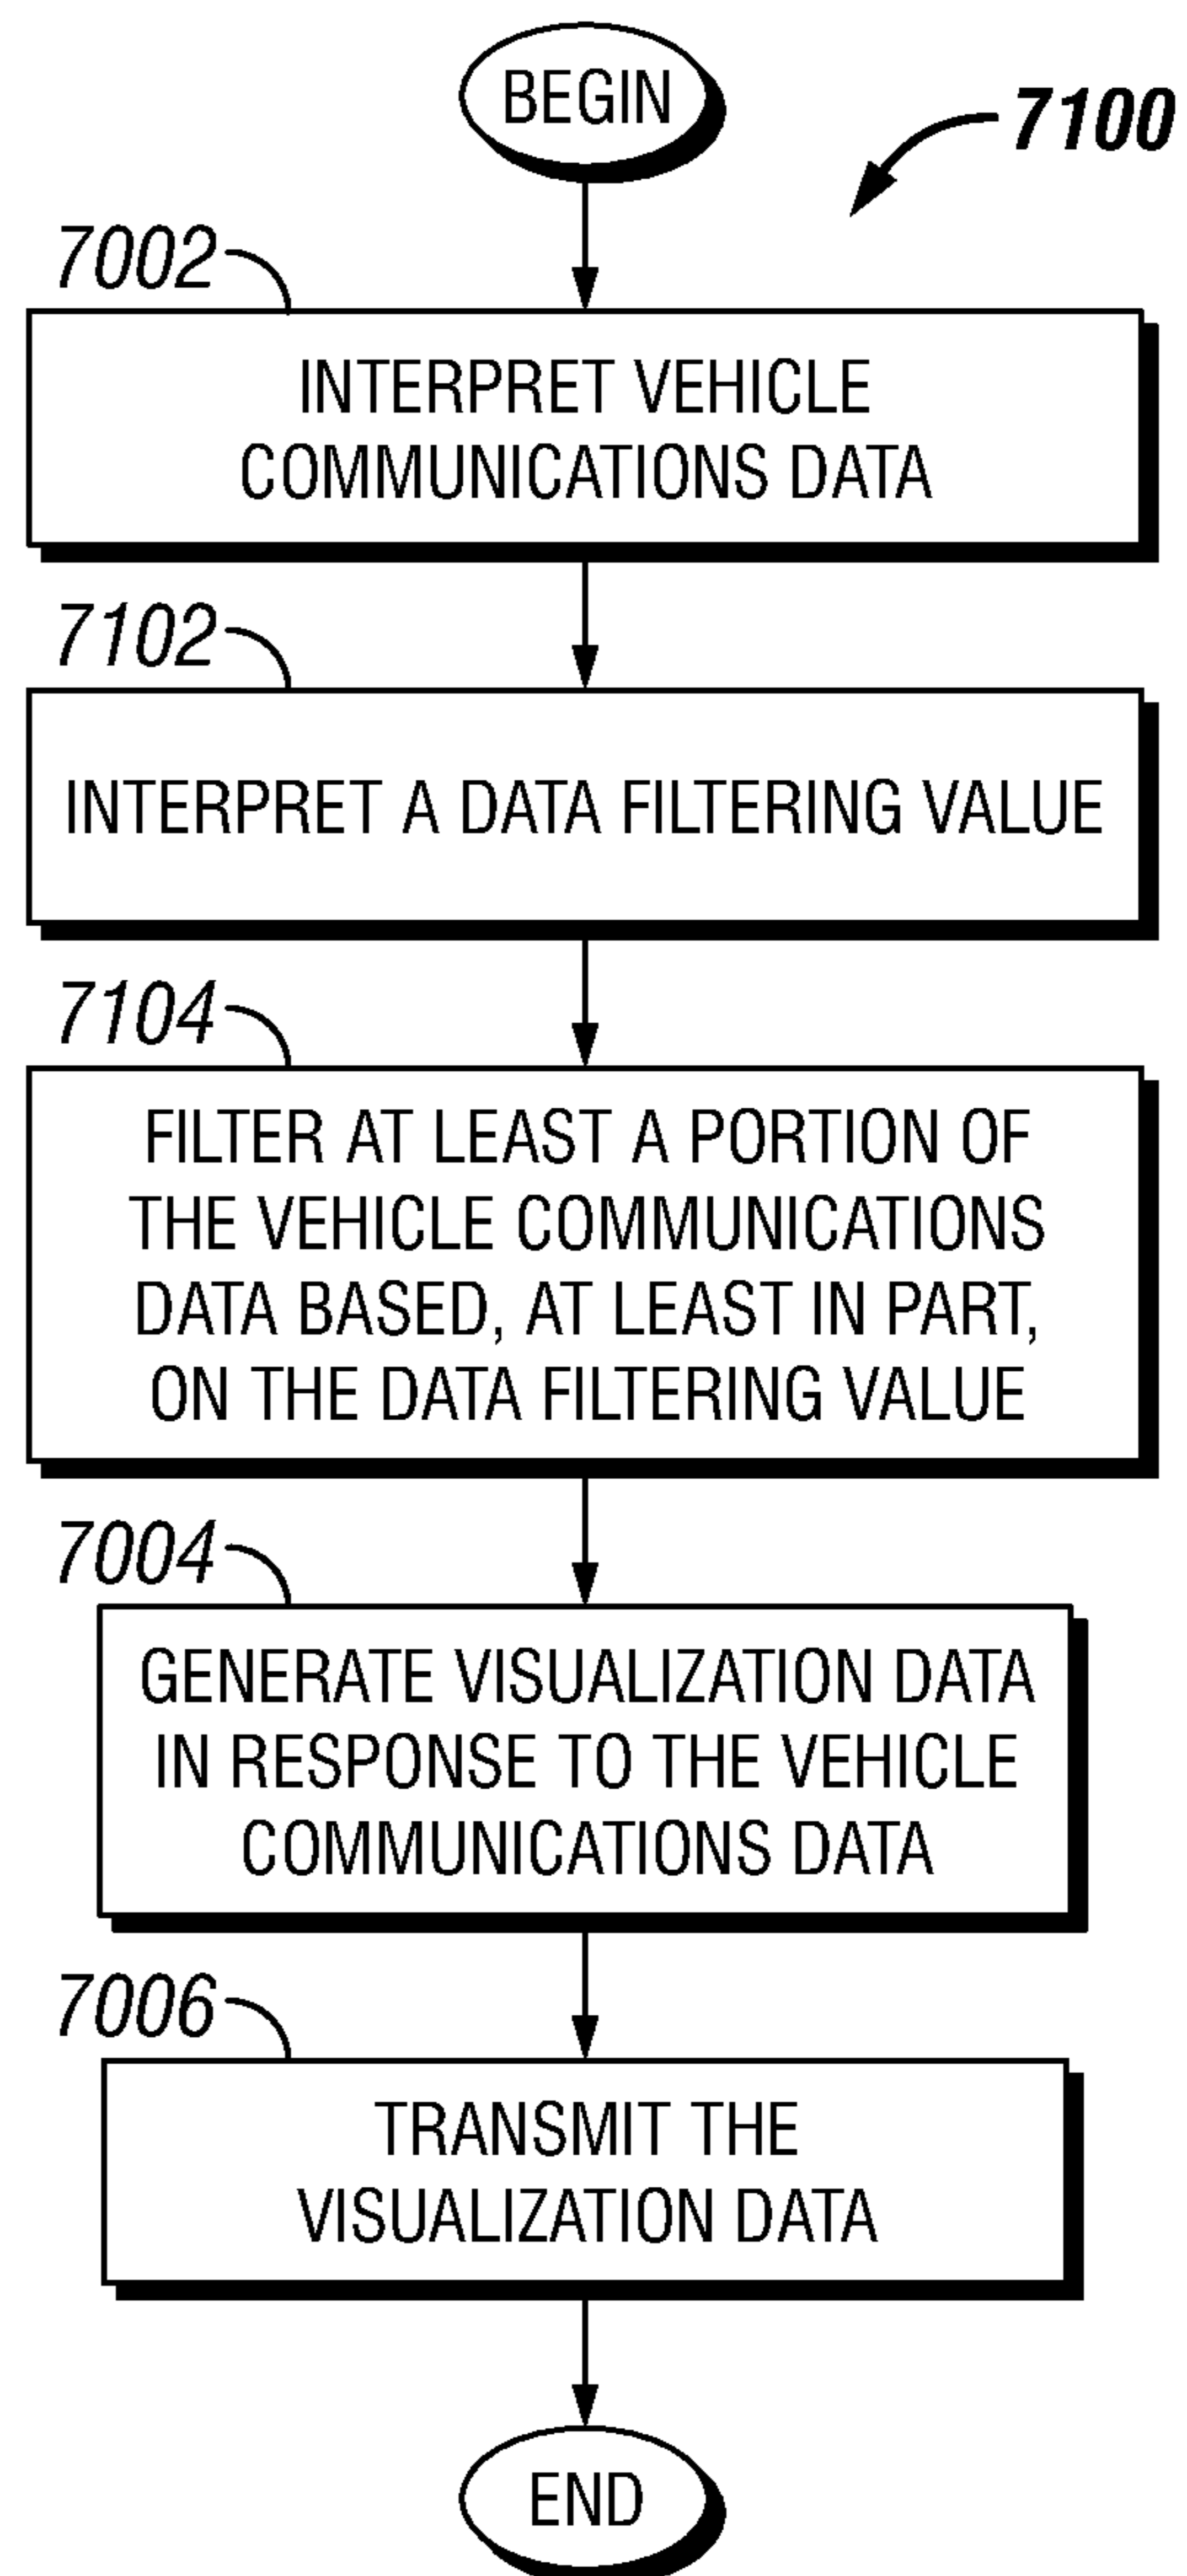 BEGIN
7100
7002
INTERPRET VEHICLE
COMMUNICATIONS DATA
7102
INTERPRET A DATA FILTERING VALUE
7104
FILTER AT LEAST A PORTION OF
THE VEHICLE COMMUNICATIONS
DATA BASED, AT LEAST IN PART,
ON THE DATA FILTERING VALUE
7004
GENERATE VISUALIZATION DATA
IN RESPONSE TO THE VEHICLE
COMMUNICATIONS DATA
7006
TRANSMIT THE
VISUALIZATION DATA
END